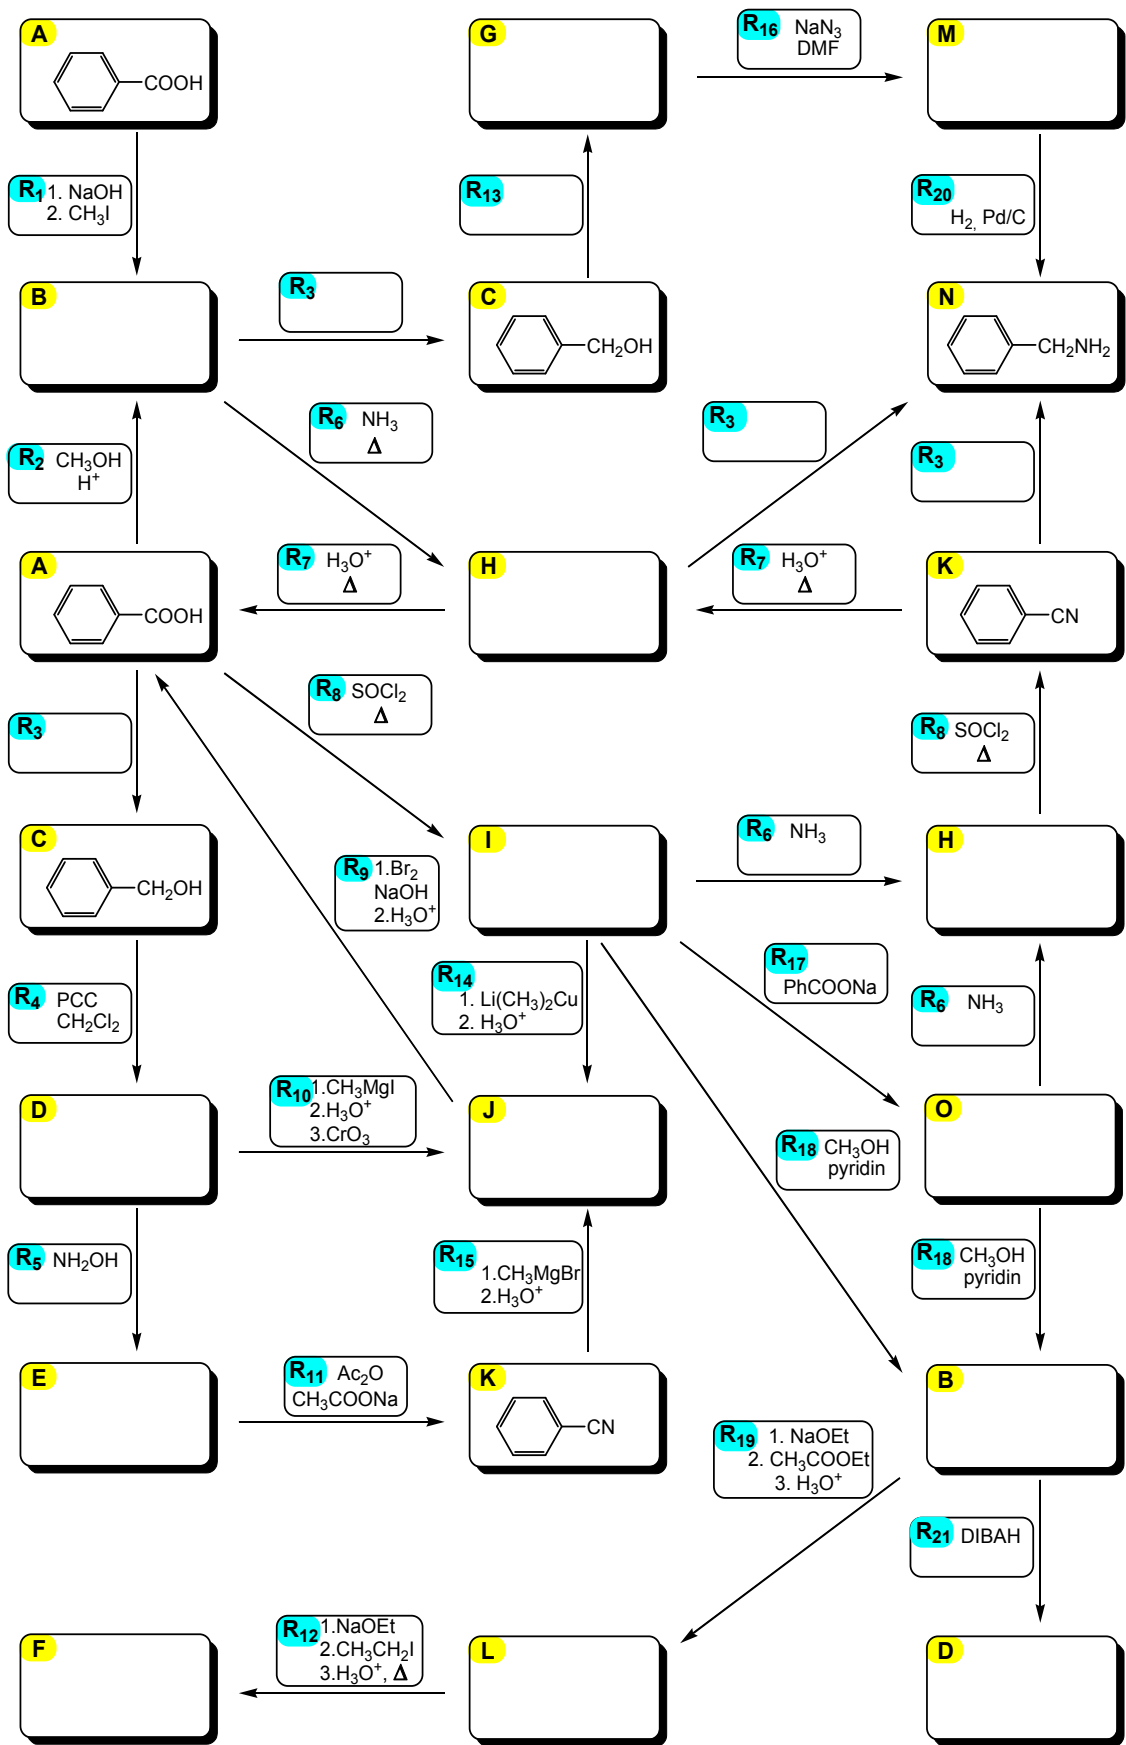 A
COOH
G
R16 NaN3
DMF
M
R1 1. NaOH
2. CH3I
R13
R20
H2, Pd/C
B
R3
C
CH2OH
N
CH2NH2
R2 CH3OH
H+
R6 NH3
Δ
R3
R3
A
COOH
R7 H3O+
Δ
H
R7 H3O+
Δ
K
CN
R3
R8 SOCl2
Δ
R8 SOCl2
Δ
C
CH2OH
R9 1.Br2
NaOH
2.H3O+
I
R6 NH3
H
R4 PCC
CH2Cl2
R14
1. Li(CH3)2Cu
2. H3O+
R17
PhCOONa
R6 NH3
D
R10 1.CH3MgI
2.H3O+
3.CrO3
J
R18 CH3OH
pyridin
O
R5 NH2OH
R15
1.CH3MgBr
2.H3O+
R18 CH3OH
pyridin
E
R11 Ac2O
CH3COONa
K
CN
B
R19 1. NaOEt
2. CH3COOEt
3. H3O+
R21 DIBAH
F
R12 1.NaOEt
2.CH3CH2I
3.H3O+, Δ
L
D